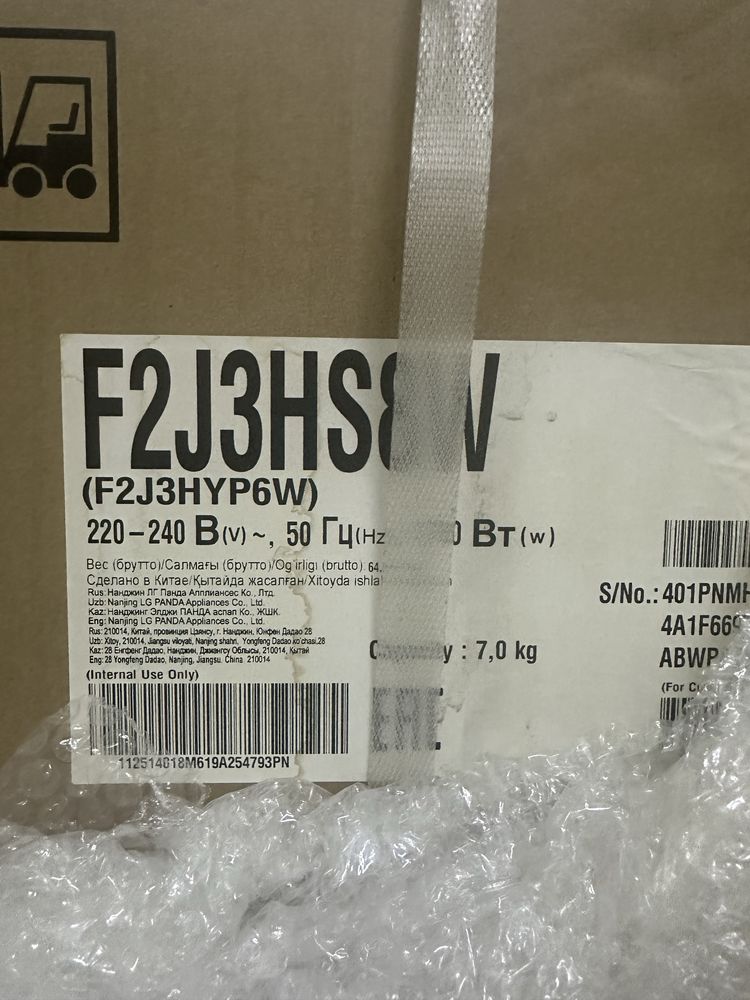 F2J3HS8W
(F2J3HYP6W)
220–240 В(V) ~, 50 Гц(Hz Вт(w)
Вес (брутто)/Салмағы (брутто)/Og'irligi (brutto): 64,
Сделано в Китае/Қытайда жасалған/Xitoyda ishla
Rus: Нанджин ЛГ Панда Апплиансес Ко., Лтд.
Uzb: Nanjing LG PANDA Appliances Co., Ltd.
Kaz: Нанджин Элджи ПАНДА аспап Ко., ЖШК.
Eng: Nanjing LG PANDA Appliances Co., Ltd.
Rus: 210014, Китай, провинция Цзянсу, г. Нанджин, Юнфен Дадао 28
Uzb: Xitoy, 210014, Jiangsu viloyati, Nanjing shahri, Yongfeng Dadao ko'chasi,28
Kaz: 28 Енгфенг Дадао, Нанджин, Джиангсу Облысы, 210014, Қытай
Eng: 28 Yongfeng Dadao, Nanjing, Jiangsu, China 210014
(Internal Use Only)
112514018M619A254793PN
: 7,0 kg
S/No.: 401PNMH
4A1F669
ABWP
(For